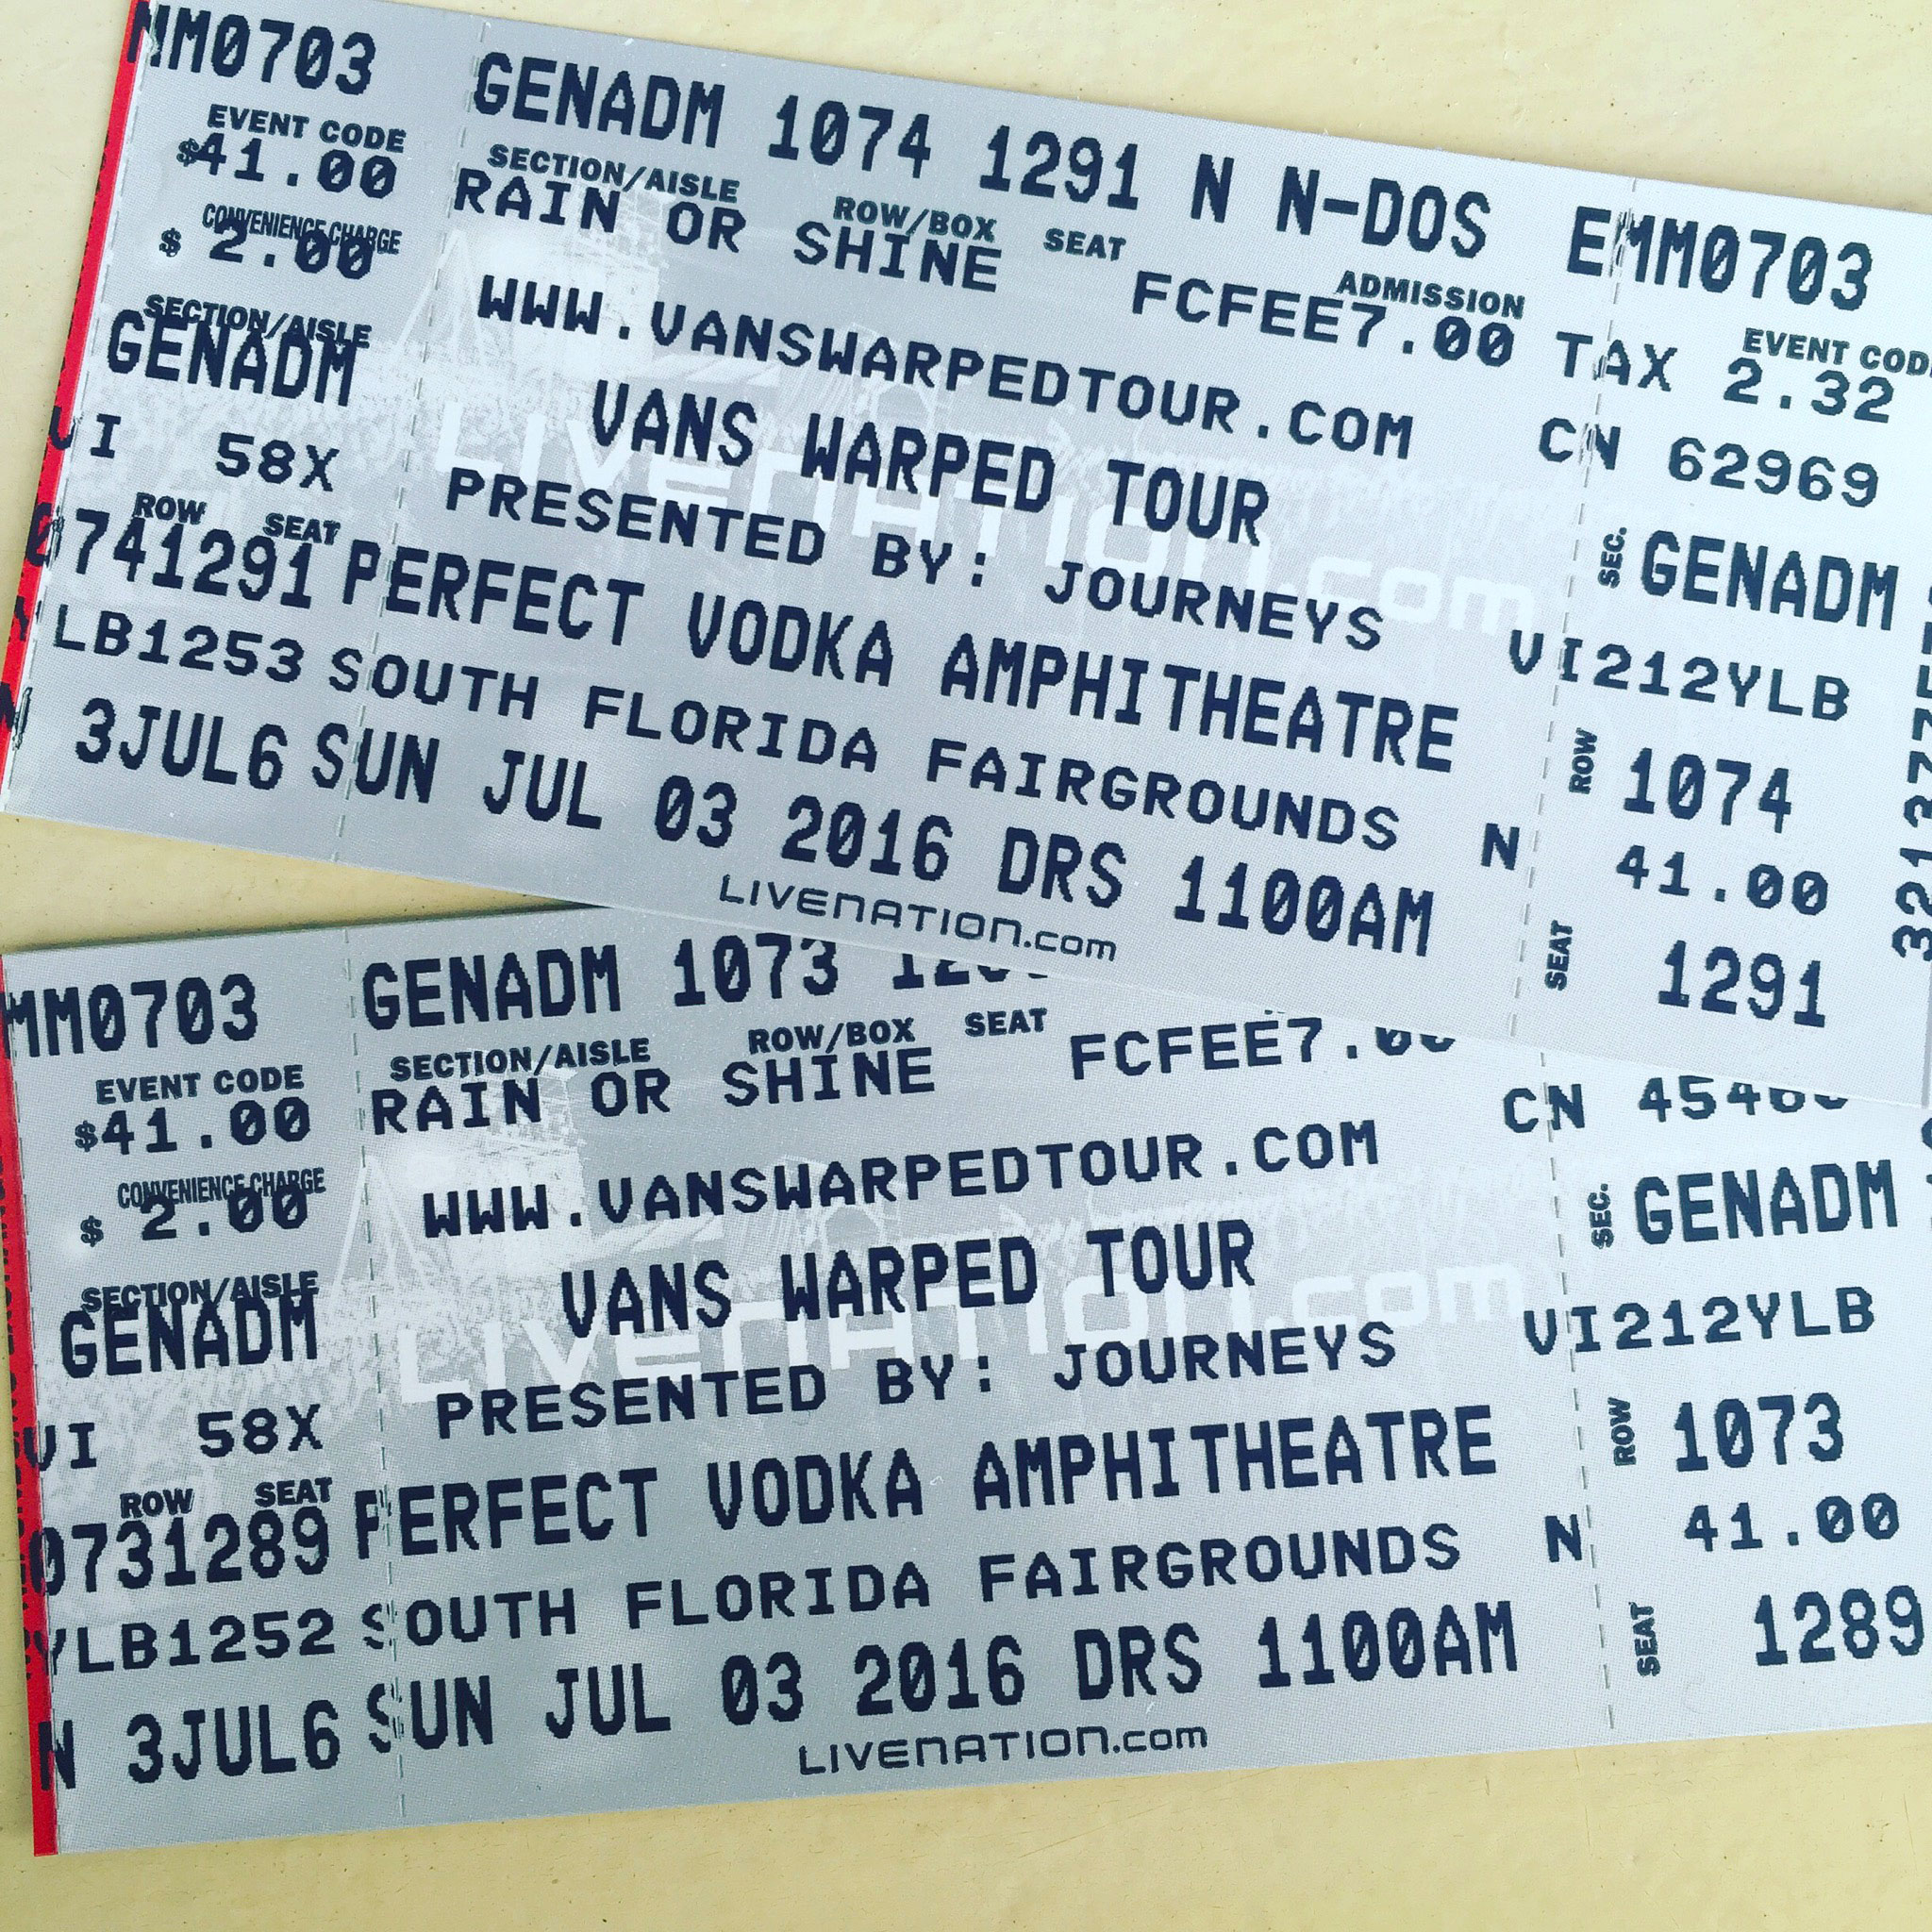 MM0703 GENADM 1074 1291 N N-DOS EMM0703
EVENT CODE SECTION/AISLE ROW/BOX SEAT ADMISSION EVENT
$41.00 RAIN OR SHINE FCFEE7.00 TAX 2.32
CONVENIENCE CHARGE
$ 2.00 WWW.VANSWARPEDTOUR.COM CN 62969
SECTION/AISLE
GENADM VANS WARPED TOUR SEC. GENADM
VI 58X PRESENTED BY: JOURNEYS VI212YLB
ROW SEAT
0741291 PERFECT VODKA AMPHITHEATRE ROW 1074
LB1253 SOUTH FLORIDA FAIRGROUNDS N 41.00
3JUL6 SUN JUL 03 2016 DRS 1100AM SEAT 1291
LIVENATION.com
LIVENATION.com
MM0703 GENADM 1073
EVENT CODE SECTION/AISLE ROW/BOX SEAT
$41.00 RAIN OR SHINE FCFEE7.00
CONVENIENCE CHARGE
$ 2.00 WWW.VANSWARPEDTOUR.COM CN
SECTION/AISLE
GENADM VANS WARPED TOUR SEC. GENADM
VI 58X PRESENTED BY: JOURNEYS VI212YLB
ROW SEAT
0731289 PERFECT VODKA AMPHITHEATRE ROW 1073
YLB1252 SOUTH FLORIDA FAIRGROUNDS N 41.00
N 3JUL6 SUN JUL 03 2016 DRS 1100AM SEAT 1289
LIVENATION.com
LIVENATION.com